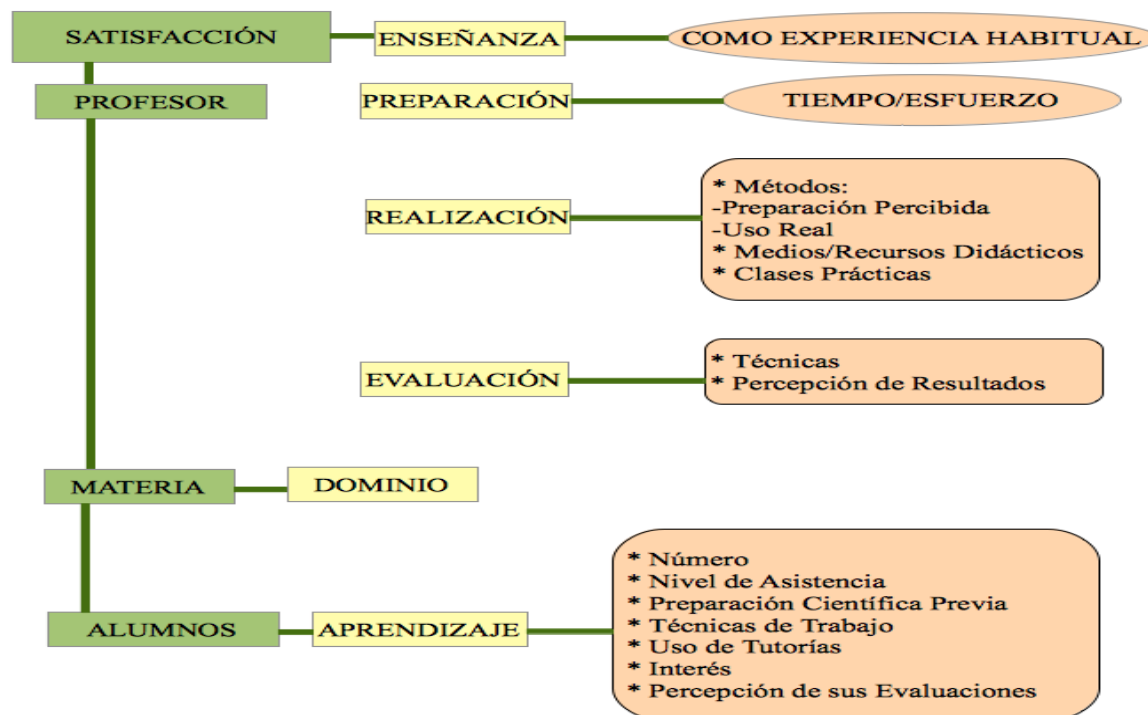 SATISFACCIÓN
ENSEÑANZA
COMO EXPERIENCIA HABITUAL
PROFESOR
PREPARACIÓN
TIEMPO/ESFUERZO
REALIZACIÓN
* Métodos:
-Preparación Percibida
-Uso Real
* Medios/Recursos Didácticos
* Clases Prácticas
EVALUACIÓN
* Técnicas
* Percepción de Resultados
MATERIA
DOMINIO
ALUMNOS
APRENDIZAJE
* Número
* Nivel de Asistencia
* Preparación Científica Previa
* Técnicas de Trabajo
* Uso de Tutorías
* Interés
* Percepción de sus Evaluaciones